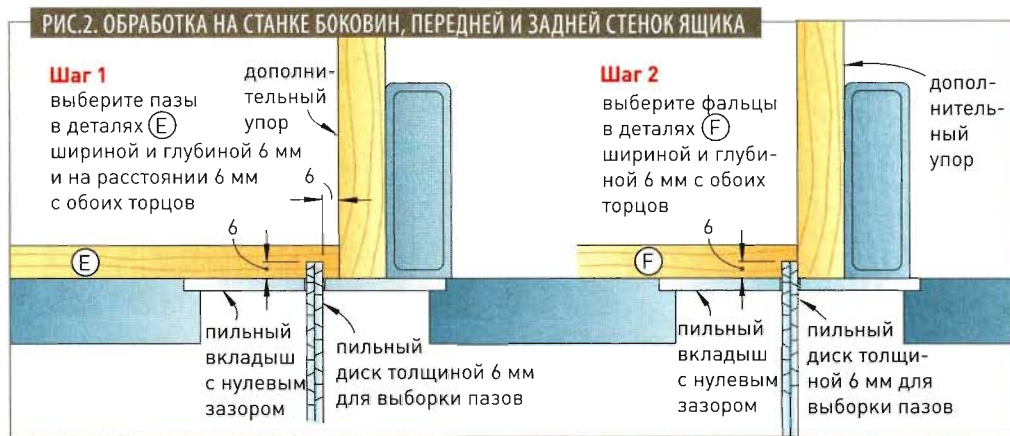 РИС.2. ОБРАБОТКА НА СТАНКЕ БОКОВИН, ПЕРЕДНЕЙ И ЗАДНЕЙ СТЕНОК ЯЩИКА
Шаг 1
выберите пазы
в деталях E
шириной и глубиной 6 мм
и на расстоянии 6 мм
с обоих торцов
дополни-
тельный
упор
6
6
E
пильный
вкладыш
с нулевым
зазором
пильный
диск толщиной 6 мм
для выборки пазов
Шаг 2
выберите фальцы
в деталях F
шириной и глуби-
ной 6 мм с обоих
торцов
допол-
нитель-
ный
упор
6
F
пильный
вкладыш
с нулевым
зазором
пильный
диск толщи-
ной 6 мм для
выборки пазов